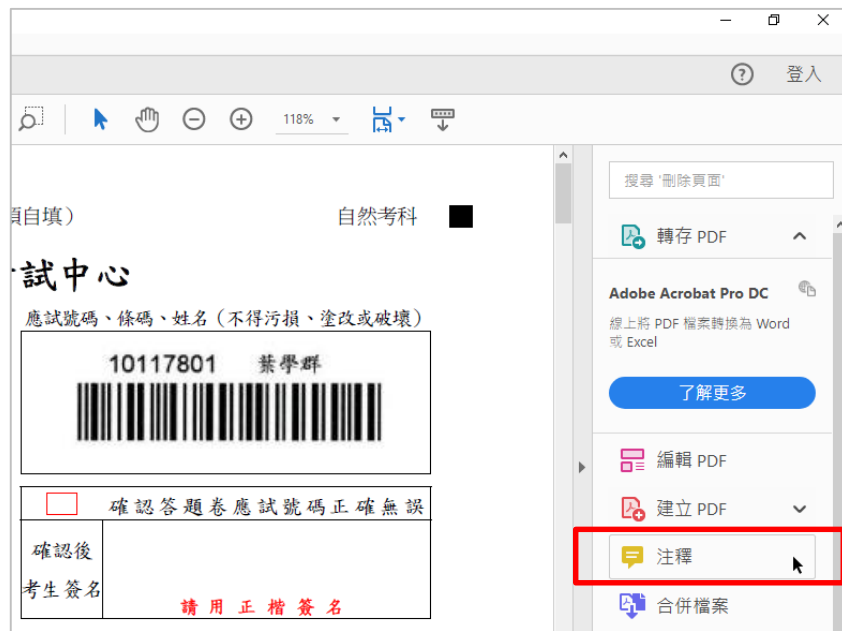 登入
118%
搜尋 '刪除頁面'
自填） 自然考科
轉存 PDF
試中心
Adobe Acrobat Pro DC
線上將 PDF 檔案轉換為 Word
或 Excel
應試號碼、條碼、姓名（不得污損、塗改或破壞）
10117801 葉學群
了解更多
編輯 PDF
確認答題卷應試號碼正確無誤
建立 PDF
確認後
考生簽名
注釋
請用正楷簽名
合併檔案